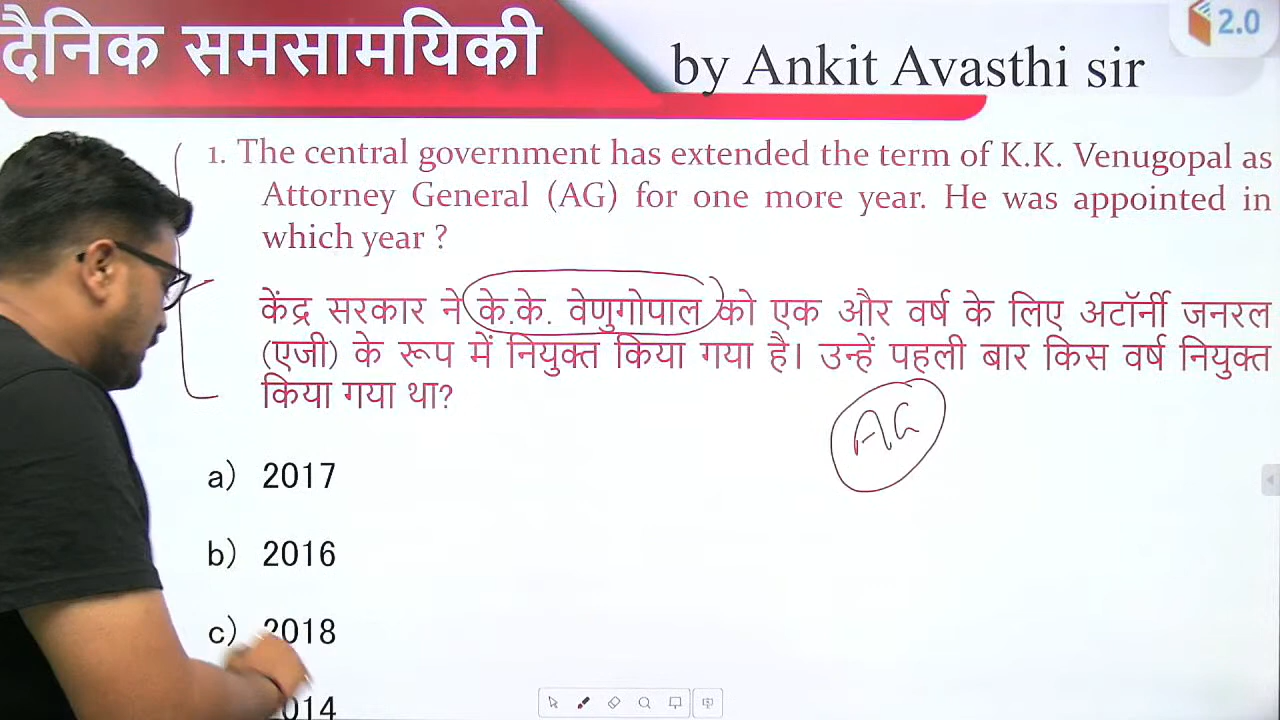 दैनिक समसामयिकी
by Ankit Avasthi sir
2.0
1. The central government has extended the term of K.K. Venugopal as
Attorney General (AG) for one more year. He was appointed in
which year ?
केंद्र सरकार ने के.के. वेणुगोपाल को एक और वर्ष के लिए अटॉर्नी जनरल
(एजी) के रूप में नियुक्त किया गया है। उन्हें पहली बार किस वर्ष नियुक्त
किया गया था?
AG
a) 2017
b) 2016
c) 2018
014